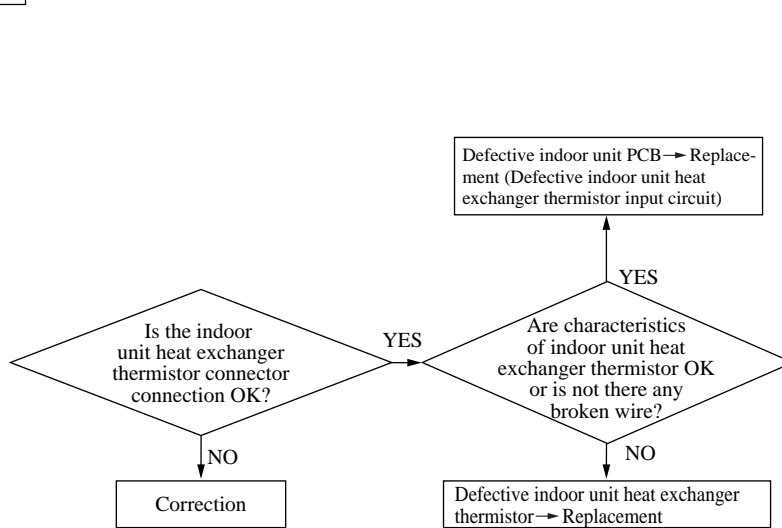 Defective indoor unit PCB→ Replace-
ment (Defective indoor unit heat
exchanger thermistor input circuit)
YES
Is the indoor
unit heat exchanger
thermistor connector
connection OK?
YES
Are characteristics
of indoor unit heat
exchanger thermistor OK
or is not there any
broken wire?
NO
NO
Correction
Defective indoor unit heat exchanger
thermistor→ Replacement